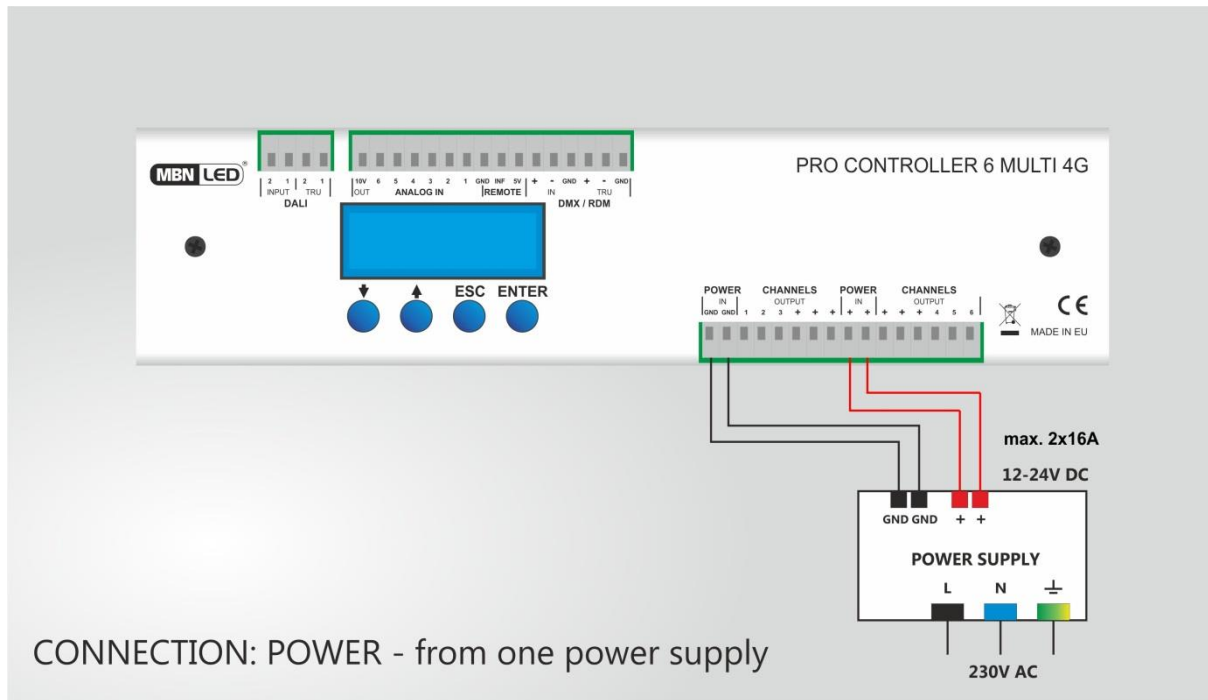 MBN LED®
2 1 2 1
INPUT TRU
DALI
10V 6 5 4 3 2 1 GND INF 5V + - GND + - GND
OUT ANALOG IN REMOTE IN TRU
DMX / RDM
PRO CONTROLLER 6 MULTI 4G
ESC ENTER
POWER CHANNELS POWER CHANNELS
IN OUTPUT IN OUTPUT
GND GND 1 2 3 + + + + + + + + 4 5 6
CE
MADE IN EU
max. 2x16A
12-24V DC
GND GND + +
POWER SUPPLY
L N
230V AC
CONNECTION: POWER - from one power supply